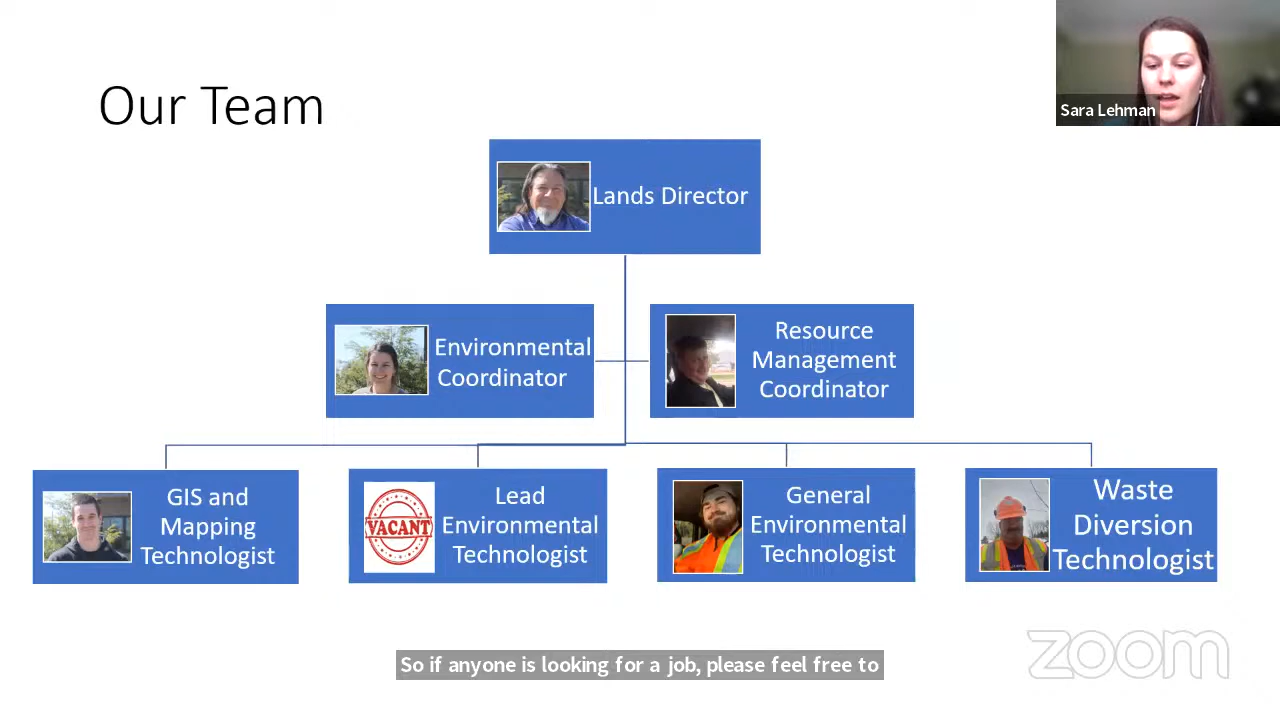 Our Team
Sara Lehman
Lands Director
Environmental
Coordinator
Resource
Management
Coordinator
GIS and
Mapping
Technologist
VACANT
Lead
Environmental
Technologist
General
Environmental
Technologist
Waste
Diversion
Technologist
So if anyone is looking for a job, please feel free to
zoom